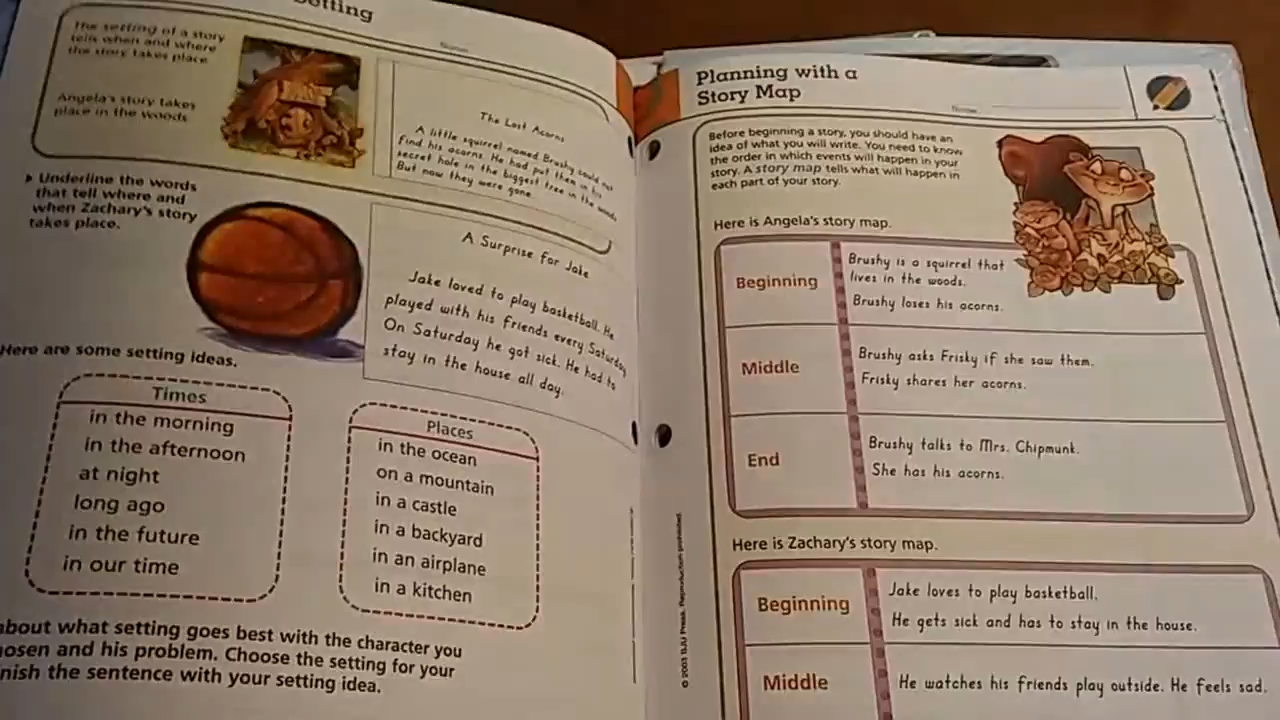 Setting
Name
The setting of a story
tells when and where
the story takes place.
Angela's story takes
place in the woods.
The Lost Acorns
A little squirrel named Brushy could not
find his acorns. He had put them in his
secret hole in the biggest tree in the woods.
But now they were gone.
▸ Underline the words
that tell where and
when Zachary's story
takes place.
A Surprise for Jake
Jake loved to play basketball. He
played with his friends every Saturday.
On Saturday he got sick. He had to
stay in the house all day.
Here are some setting ideas.
Times
in the morning
in the afternoon
at night
long ago
in the future
in our time
Places
in the ocean
on a mountain
in a castle
in a backyard
in an airplane
in a kitchen
about what setting goes best with the character you
osen and his problem. Choose the setting for your
nish the sentence with your setting idea.
Planning with a
Story Map
Name
Before beginning a story, you should have an
idea of what you will write. You need to know
the order in which events will happen in your
story. A story map tells what will happen in
each part of your story.
Here is Angela's story map.
Beginning
Brushy is a squirrel that
lives in the woods.
Brushy loses his acorns.
Middle
Brushy asks Frisky if she saw them.
Frisky shares her acorns.
End
Brushy talks to Mrs. Chipmunk.
She has his acorns.
Here is Zachary's story map.
Beginning
Jake loves to play basketball.
He gets sick and has to stay in the house.
Middle
He watches his friends play outside. He feels sad.
© 2003 BJU Press. Reproduction prohibited.